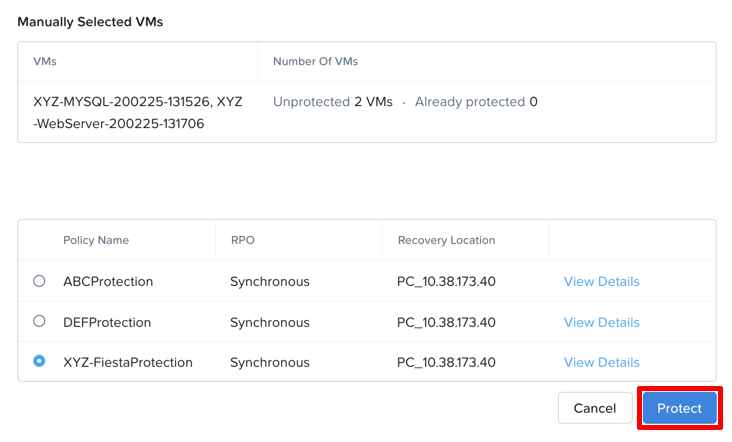 Manually Selected VMs
VMs Number Of VMs
XYZ-MYSQL-200225-131526, XYZ Unprotected 2 VMs · Already protected 0
-WebServer-200225-131706
Policy Name RPO Recovery Location
ABCProtection Synchronous PC_10.38.173.40 View Details
DEFProtection Synchronous PC_10.38.173.40 View Details
XYZ-FiestaProtection Synchronous PC_10.38.173.40 View Details
Cancel Protect